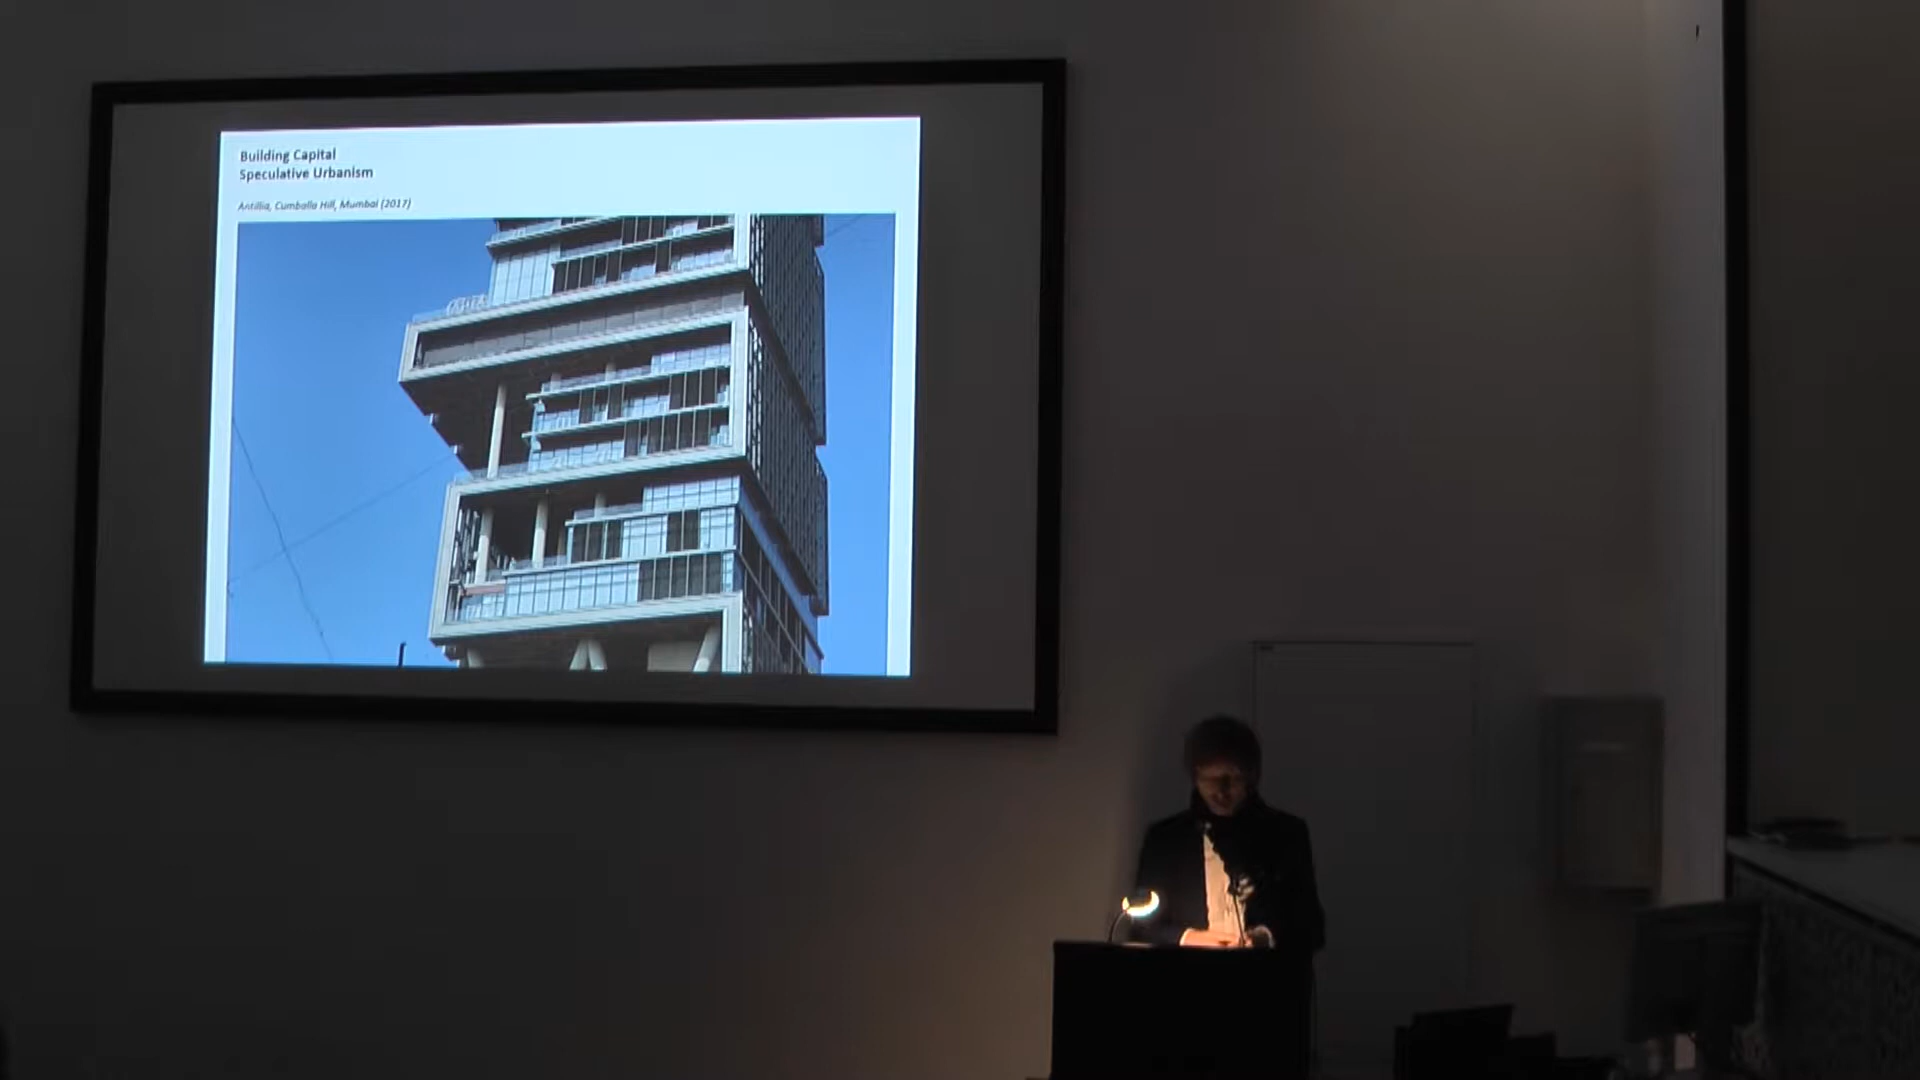 Building Capital
Speculative Urbanism
Antillia, Cumballa Hill, Mumbai (2017)